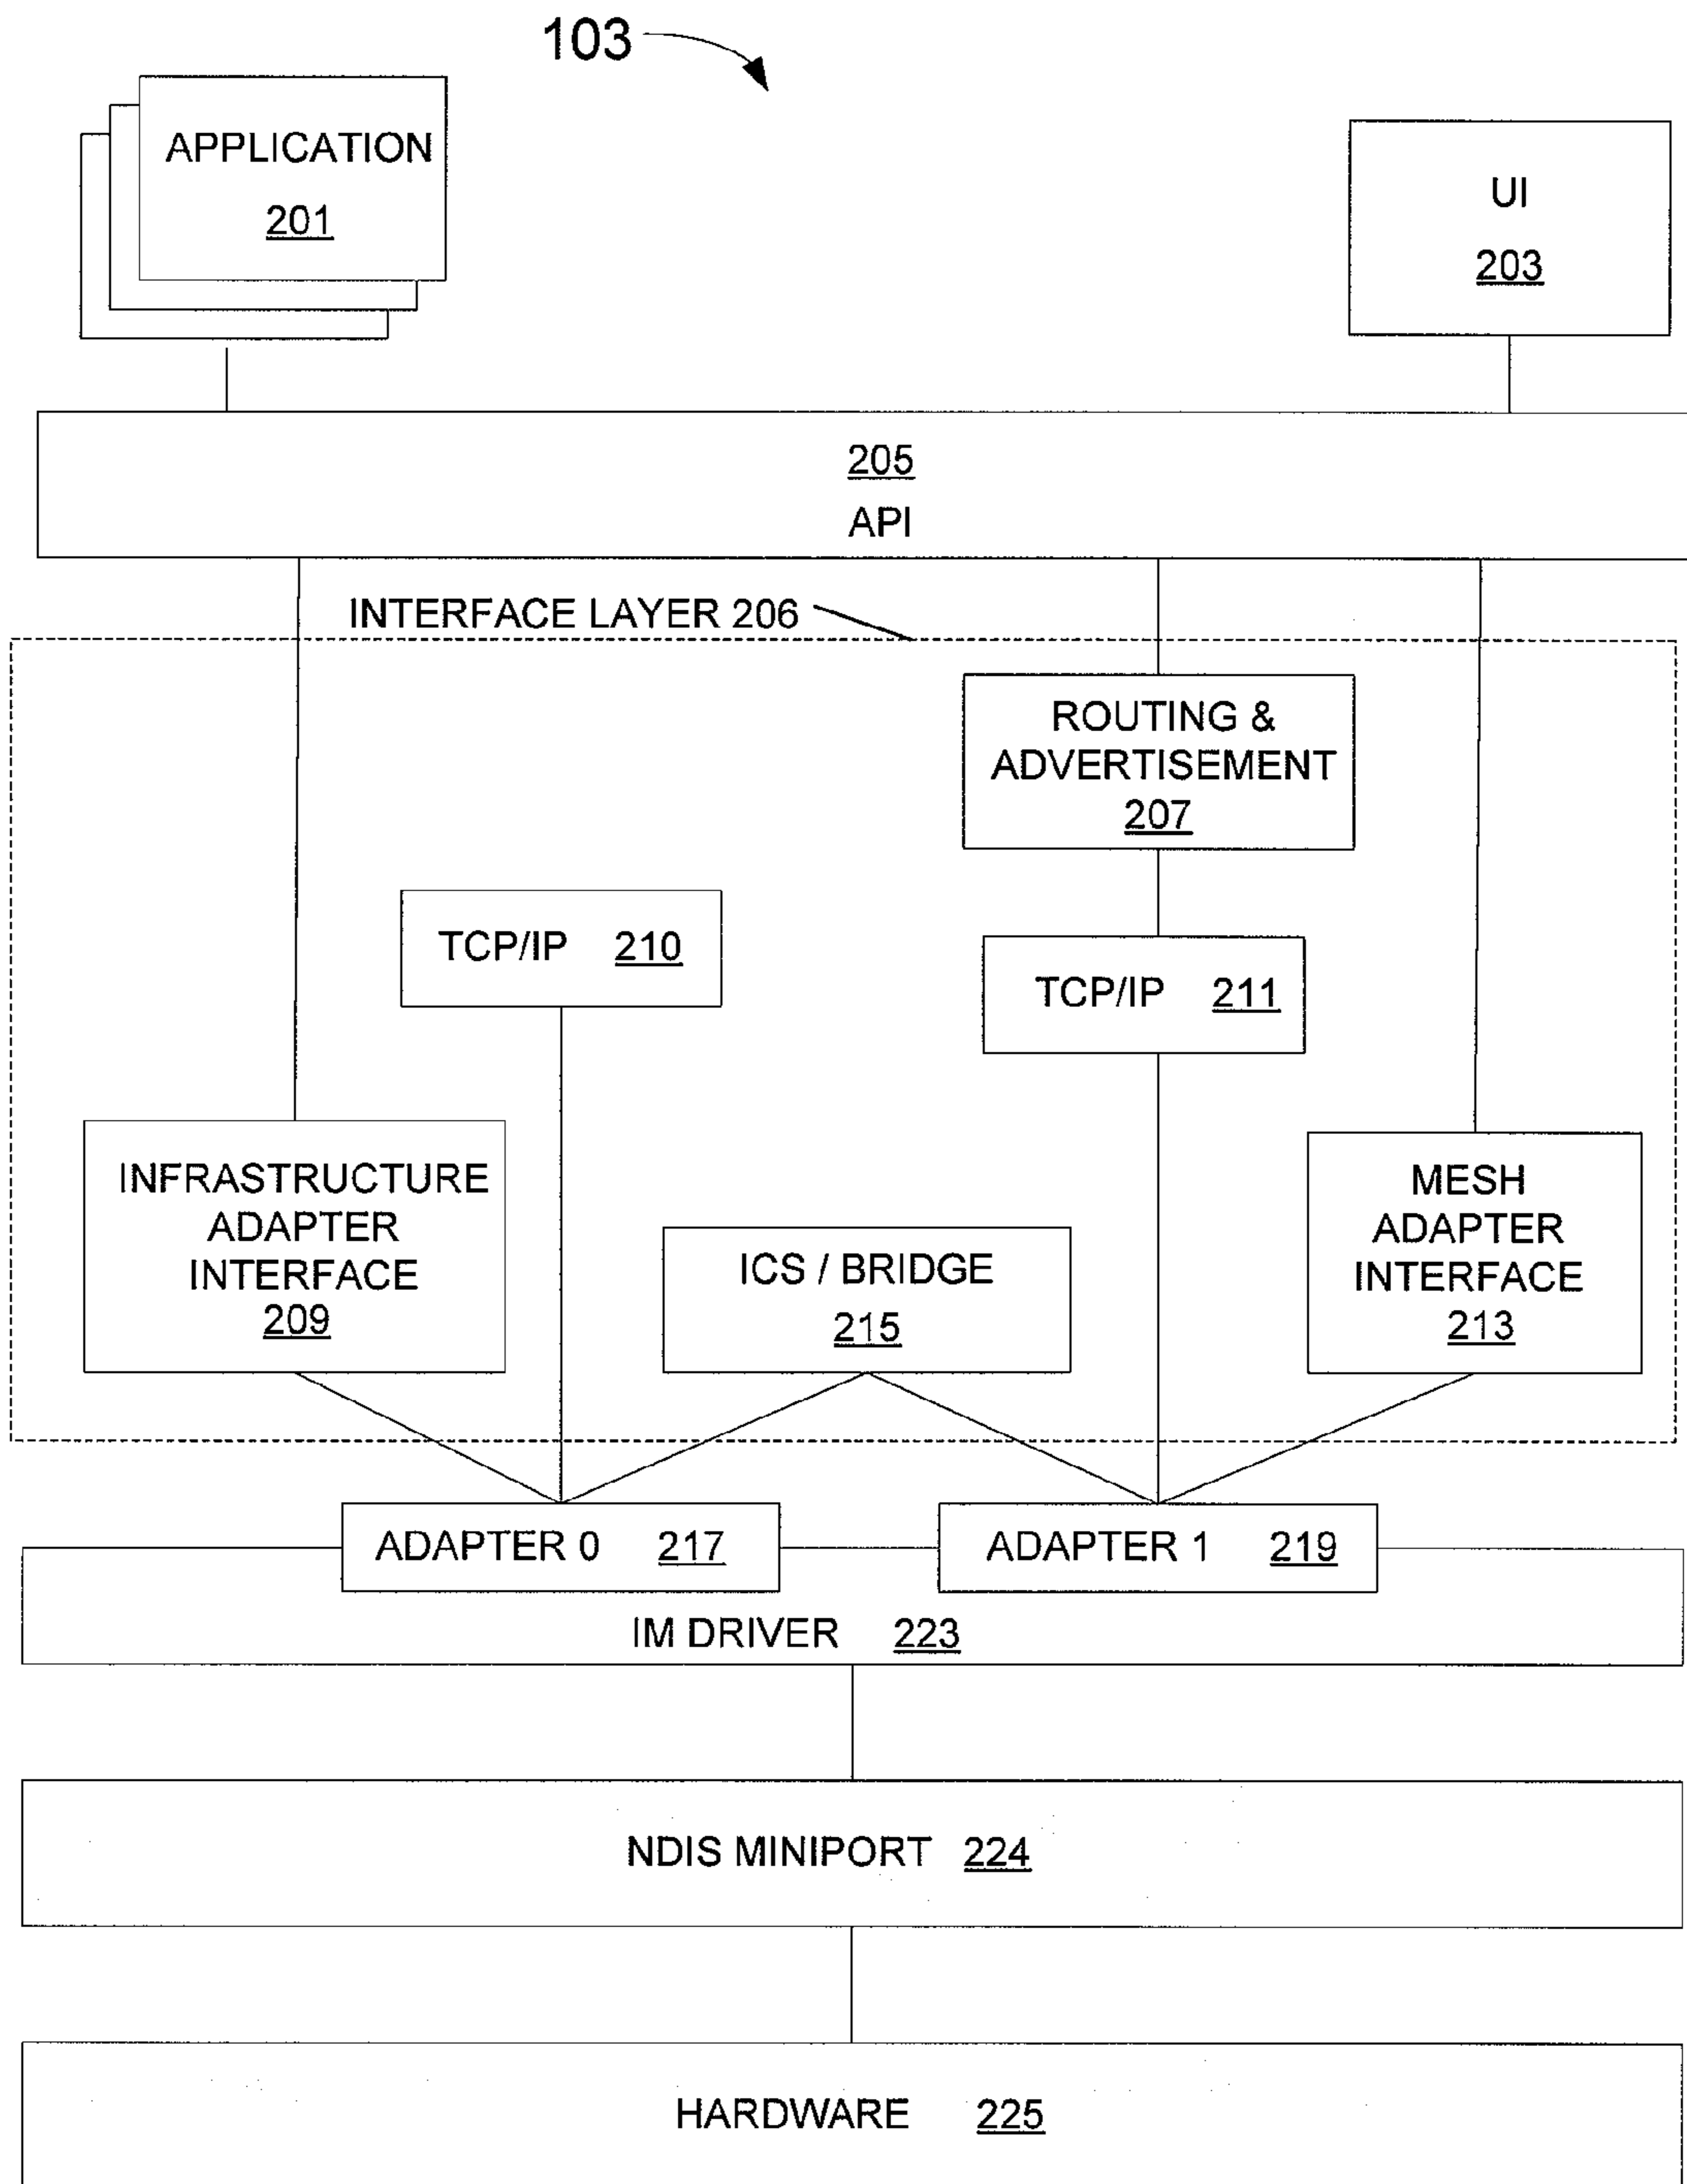 103
APPLICATION
201
UI
203
205
API
INTERFACE LAYER 206
ROUTING &
ADVERTISEMENT
207
TCP/IP 210
TCP/IP 211
INFRASTRUCTURE
ADAPTER
INTERFACE
209
ICS / BRIDGE
215
MESH
ADAPTER
INTERFACE
213
ADAPTER 0 217
ADAPTER 1 219
IM DRIVER 223
NDIS MINIPORT 224
HARDWARE 225